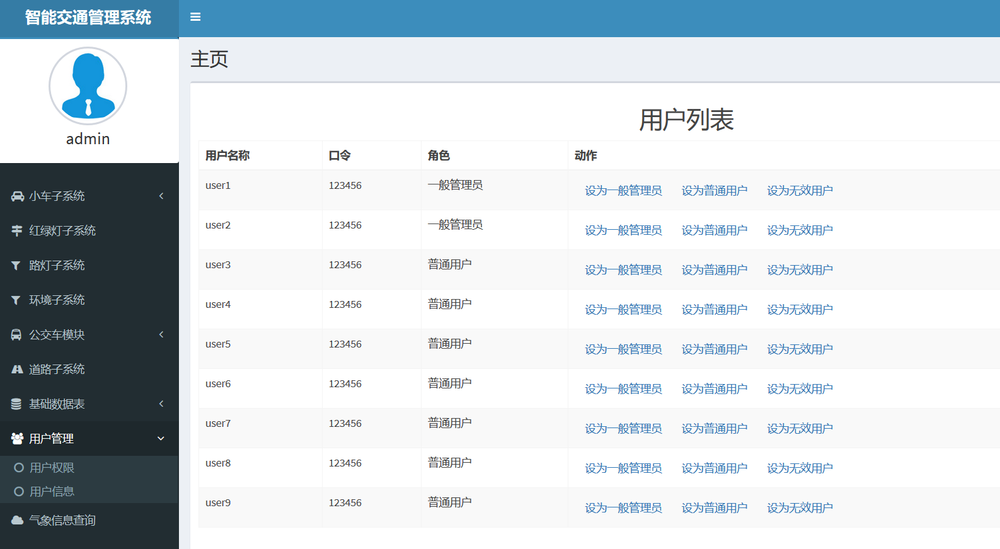 智能交通管理系统
admin
小车子系统
红绿灯子系统
路灯子系统
环境子系统
公交车模块
道路子系统
基础数据表
用户管理
用户权限
用户信息
气象信息查询
主页
用户列表
用户名称 口令 角色 动作
user1 123456 一般管理员 设为一般管理员 设为普通用户 设为无效用户
user2 123456 一般管理员 设为一般管理员 设为普通用户 设为无效用户
user3 123456 普通用户 设为一般管理员 设为普通用户 设为无效用户
user4 123456 普通用户 设为一般管理员 设为普通用户 设为无效用户
user5 123456 普通用户 设为一般管理员 设为普通用户 设为无效用户
user6 123456 普通用户 设为一般管理员 设为普通用户 设为无效用户
user7 123456 普通用户 设为一般管理员 设为普通用户 设为无效用户
user8 123456 普通用户 设为一般管理员 设为普通用户 设为无效用户
user9 123456 普通用户 设为一般管理员 设为普通用户 设为无效用户